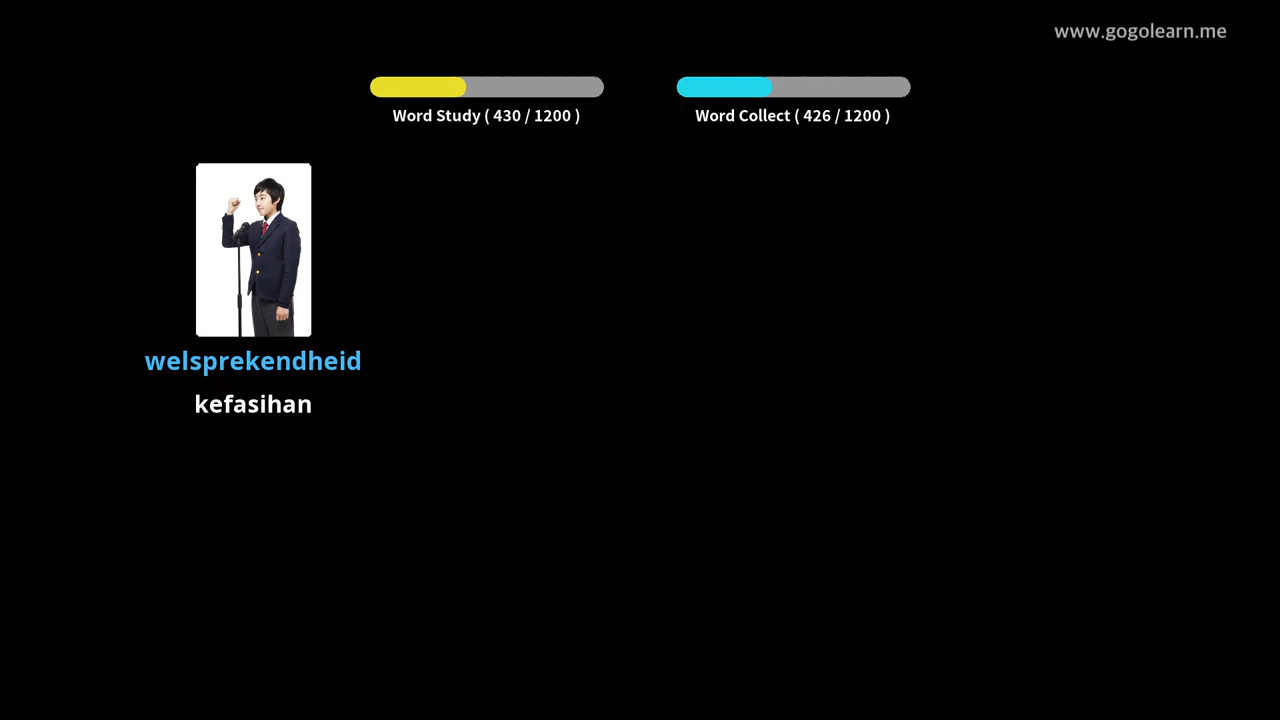 www.gogolearn.me
Word Study ( 430 / 1200 )
Word Collect ( 426 / 1200 )
welsprekendheid
kefasihan